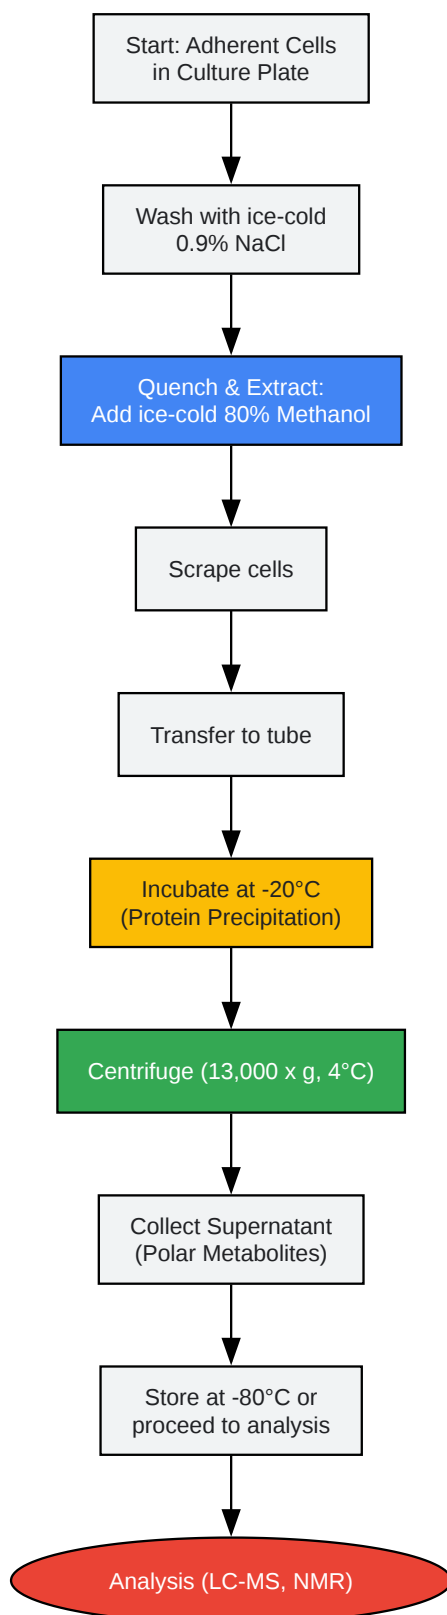 Start: Adherent Cells
in Culture Plate
Wash with ice-cold
0.9% NaCl
Quench & Extract:
Add ice-cold 80% Methanol
Scrape cells
Transfer to tube
Incubate at -20°C
(Protein Precipitation)
Centrifuge (13,000 x g, 4°C)
Collect Supernatant
(Polar Metabolites)
Store at -80°C or
proceed to analysis
Analysis (LC-MS, NMR)